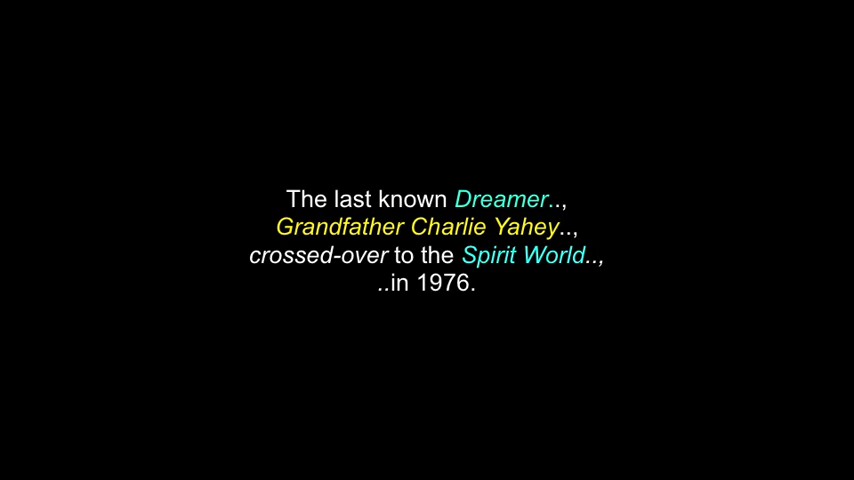 The last known Dreamer..,
Grandfather Charlie Yahey..,
crossed-over to the Spirit World..,
..in 1976.